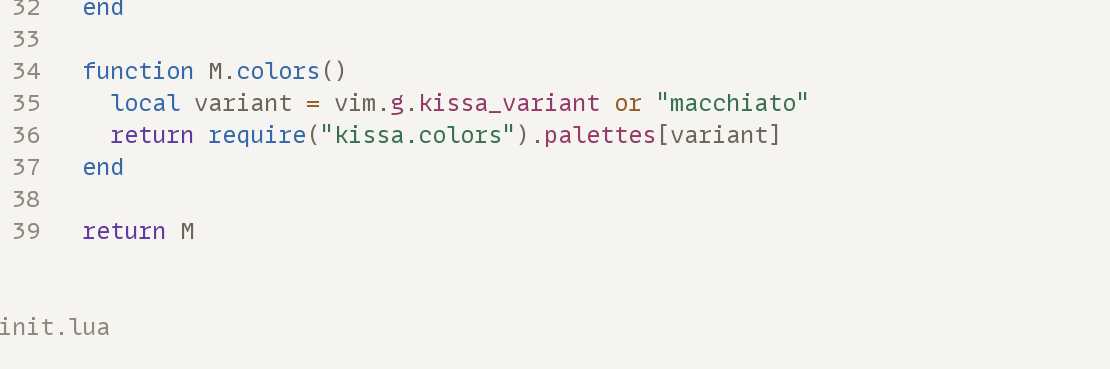 32   end
33
34   function M.colors()
35     local variant = vim.g.kissa_variant or "macchiato"
36     return require("kissa.colors").palettes[variant]
37   end
38
39   return M
init.lua